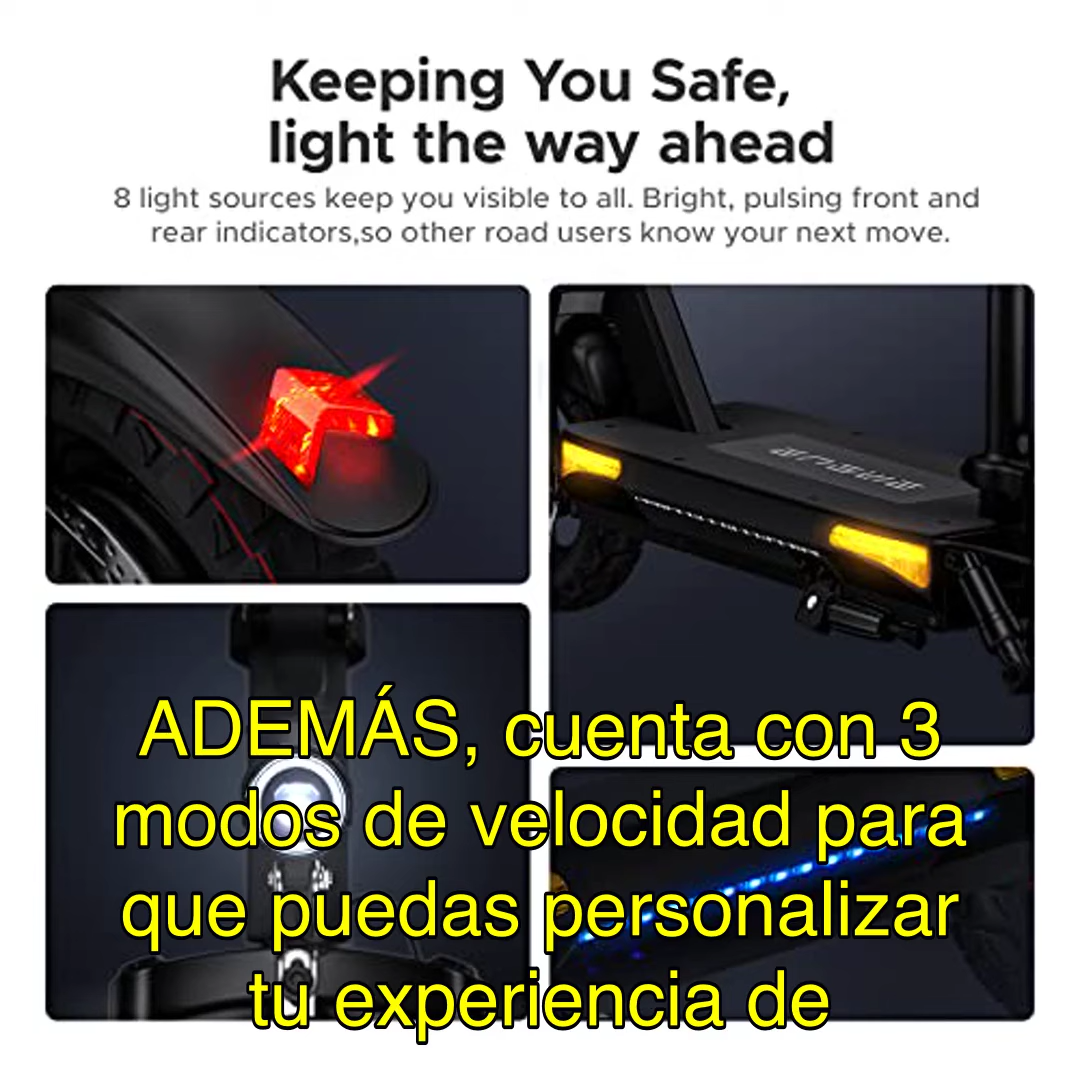 Keeping You Safe,
light the way ahead
8 light sources keep you visible to all. Bright, pulsing front and
rear indicators,so other road users know your next move.
ADEMÁS, cuenta con 3
modos de velocidad para
que puedas personalizar
tu experiencia de